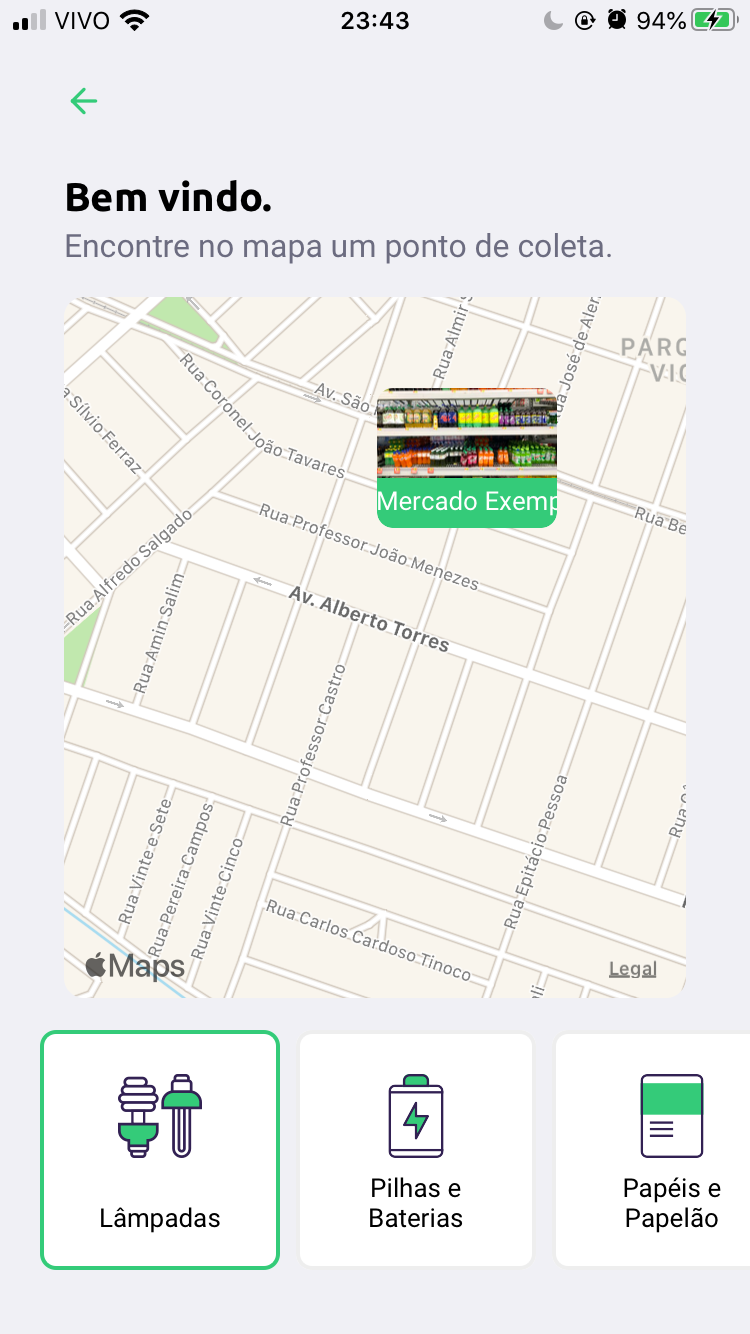 VIVO 23:43 94%
Bem vindo.
Encontre no mapa um ponto de coleta.
Rua Almir S
ua José de Alen
PARQ
VIC
Av. São
Rua Coronel João Tavares
a Sílvio Ferraz
Mercado Exemp
Rua Be
Rua Professor João Menezes
Rua Alfredo Salgado
Av. Alberto Torres
Rua Amin Salim
Rua Professor Castro
Rua Epitácio Pessoa
Rua
Rua Vinte e Sete
Rua Pereira Campos
Rua Vinte Cinco
Rua Carlos Cardoso Tinoco
oli
Maps
Legal
Lâmpadas
Pilhas e
Baterias
Papéis e
Papelão